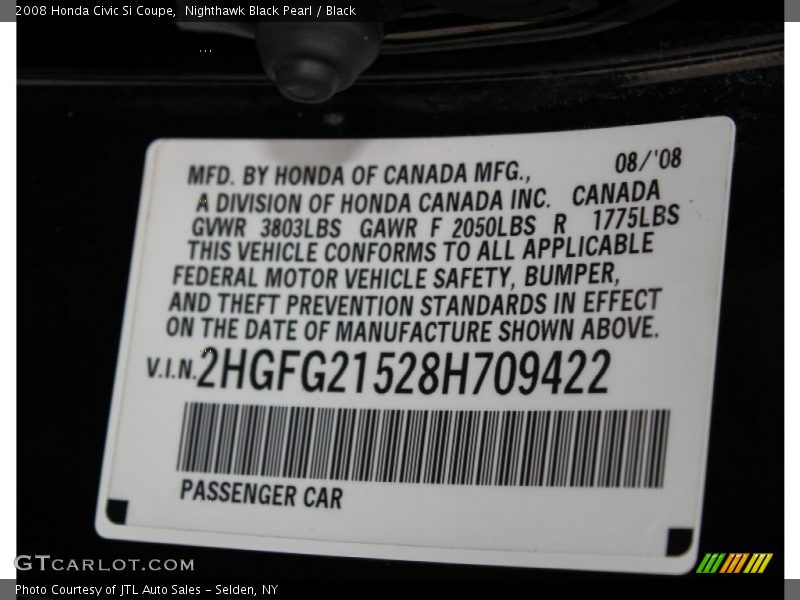 2008 Honda Civic Si Coupe,  Nighthawk Black Pearl / Black
MFD. BY HONDA OF CANADA MFG., 08/'08
A DIVISION OF HONDA CANADA INC. CANADA
GVWR 3803LBS GAWR F 2050LBS R 1775LBS
THIS VEHICLE CONFORMS TO ALL APPLICABLE
FEDERAL MOTOR VEHICLE SAFETY, BUMPER,
AND THEFT PREVENTION STANDARDS IN EFFECT
ON THE DATE OF MANUFACTURE SHOWN ABOVE.
V.I.N. 2HGFG21528H709422
PASSENGER CAR
GTCARLOT.COM
Photo Courtesy of JTL Auto Sales - Selden, NY